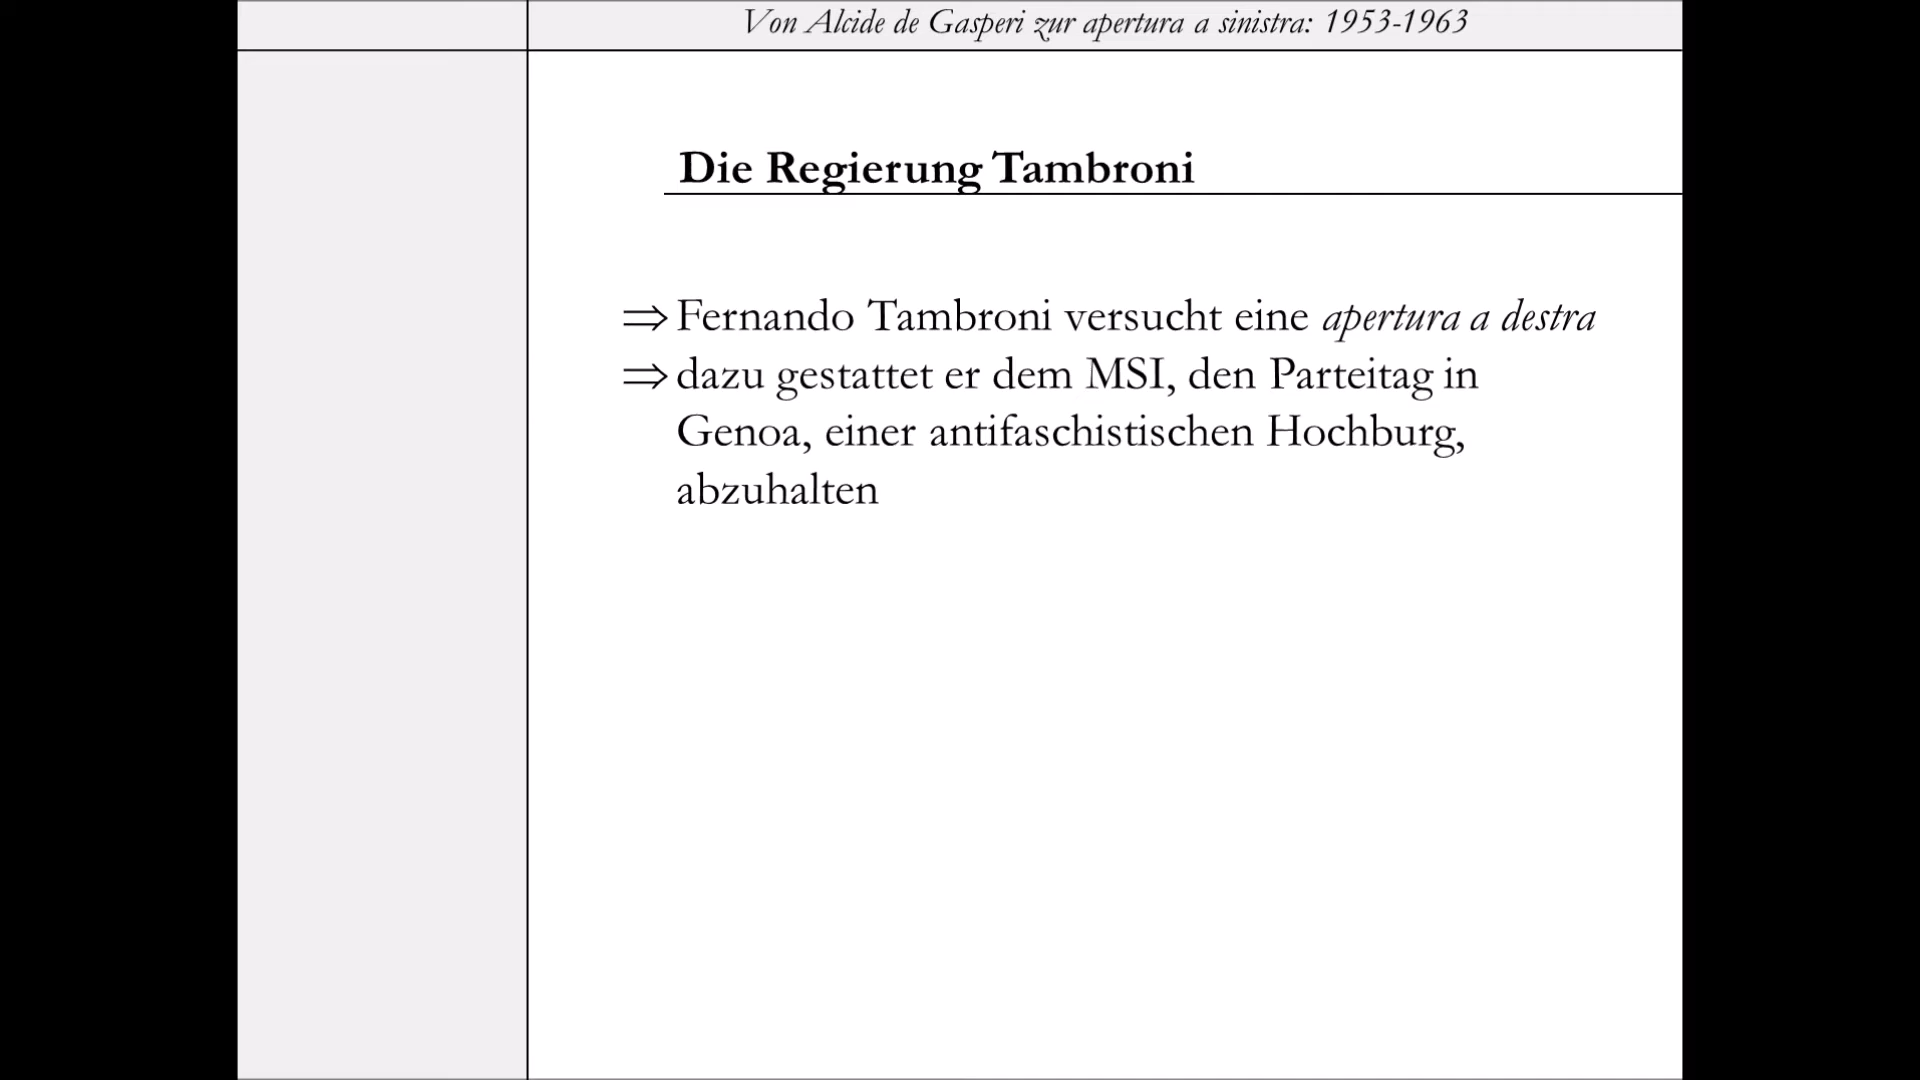 Von Alcide de Gasperi zur apertura a sinistra: 1953-1963
Die Regierung Tambroni
⇒ Fernando Tambroni versucht eine apertura a destra
⇒ dazu gestattet er dem MSI, den Parteitag in
Genoa, einer antifaschistischen Hochburg,
abzuhalten